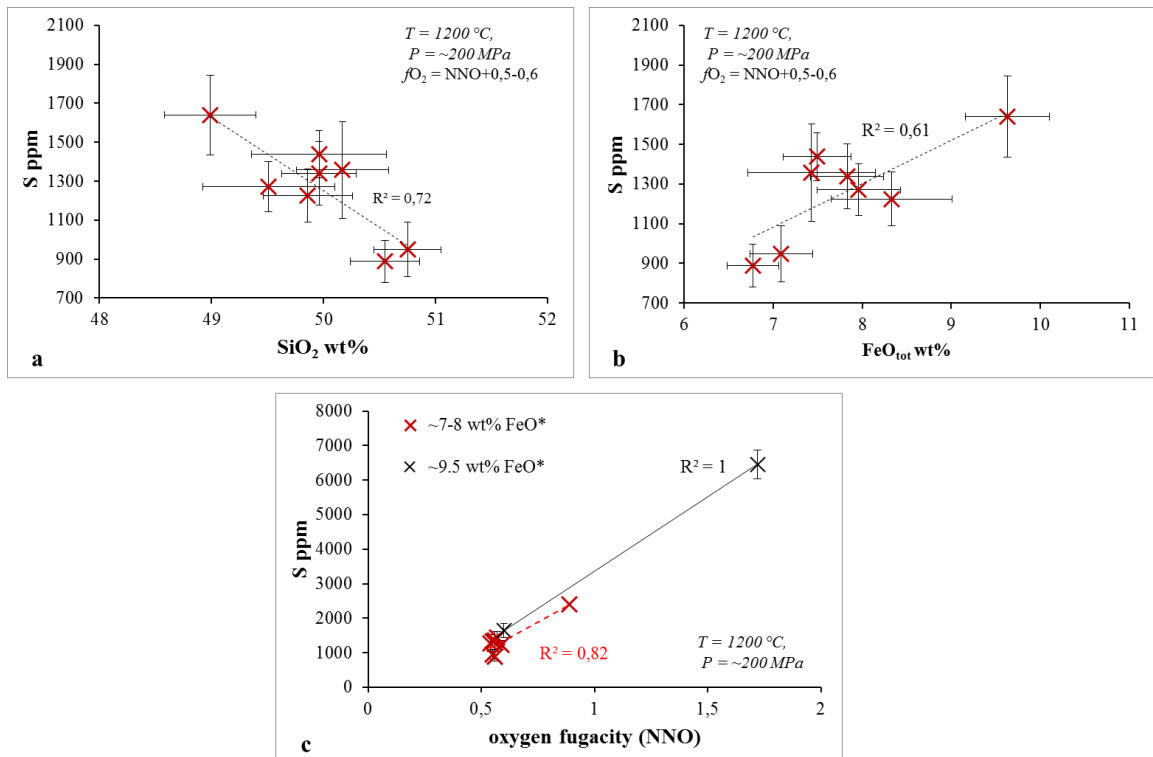 2100
1900
1700
1500
1300
1100
900
700
S ppm
T = 1200 °C,
P = ~200 MPa
fO₂ = NNO+0,5-0,6
R² = 0,72
48
49
50
51
52
SiO₂ wt%
a
2100
1900
1700
1500
1300
1100
900
700
S ppm
T = 1200 °C,
P = ~200 MPa
fO₂ = NNO+0,5-0,6
R² = 0,61
6
7
8
9
10
11
FeOtot wt%
b
8000
7000
6000
5000
4000
3000
2000
1000
0
S ppm
~7-8 wt% FeO*
~9.5 wt% FeO*
R² = 1
R² = 0,82
T = 1200 °C,
P = ~200 MPa
0
0,5
1
1,5
2
oxygen fugacity (NNO)
c